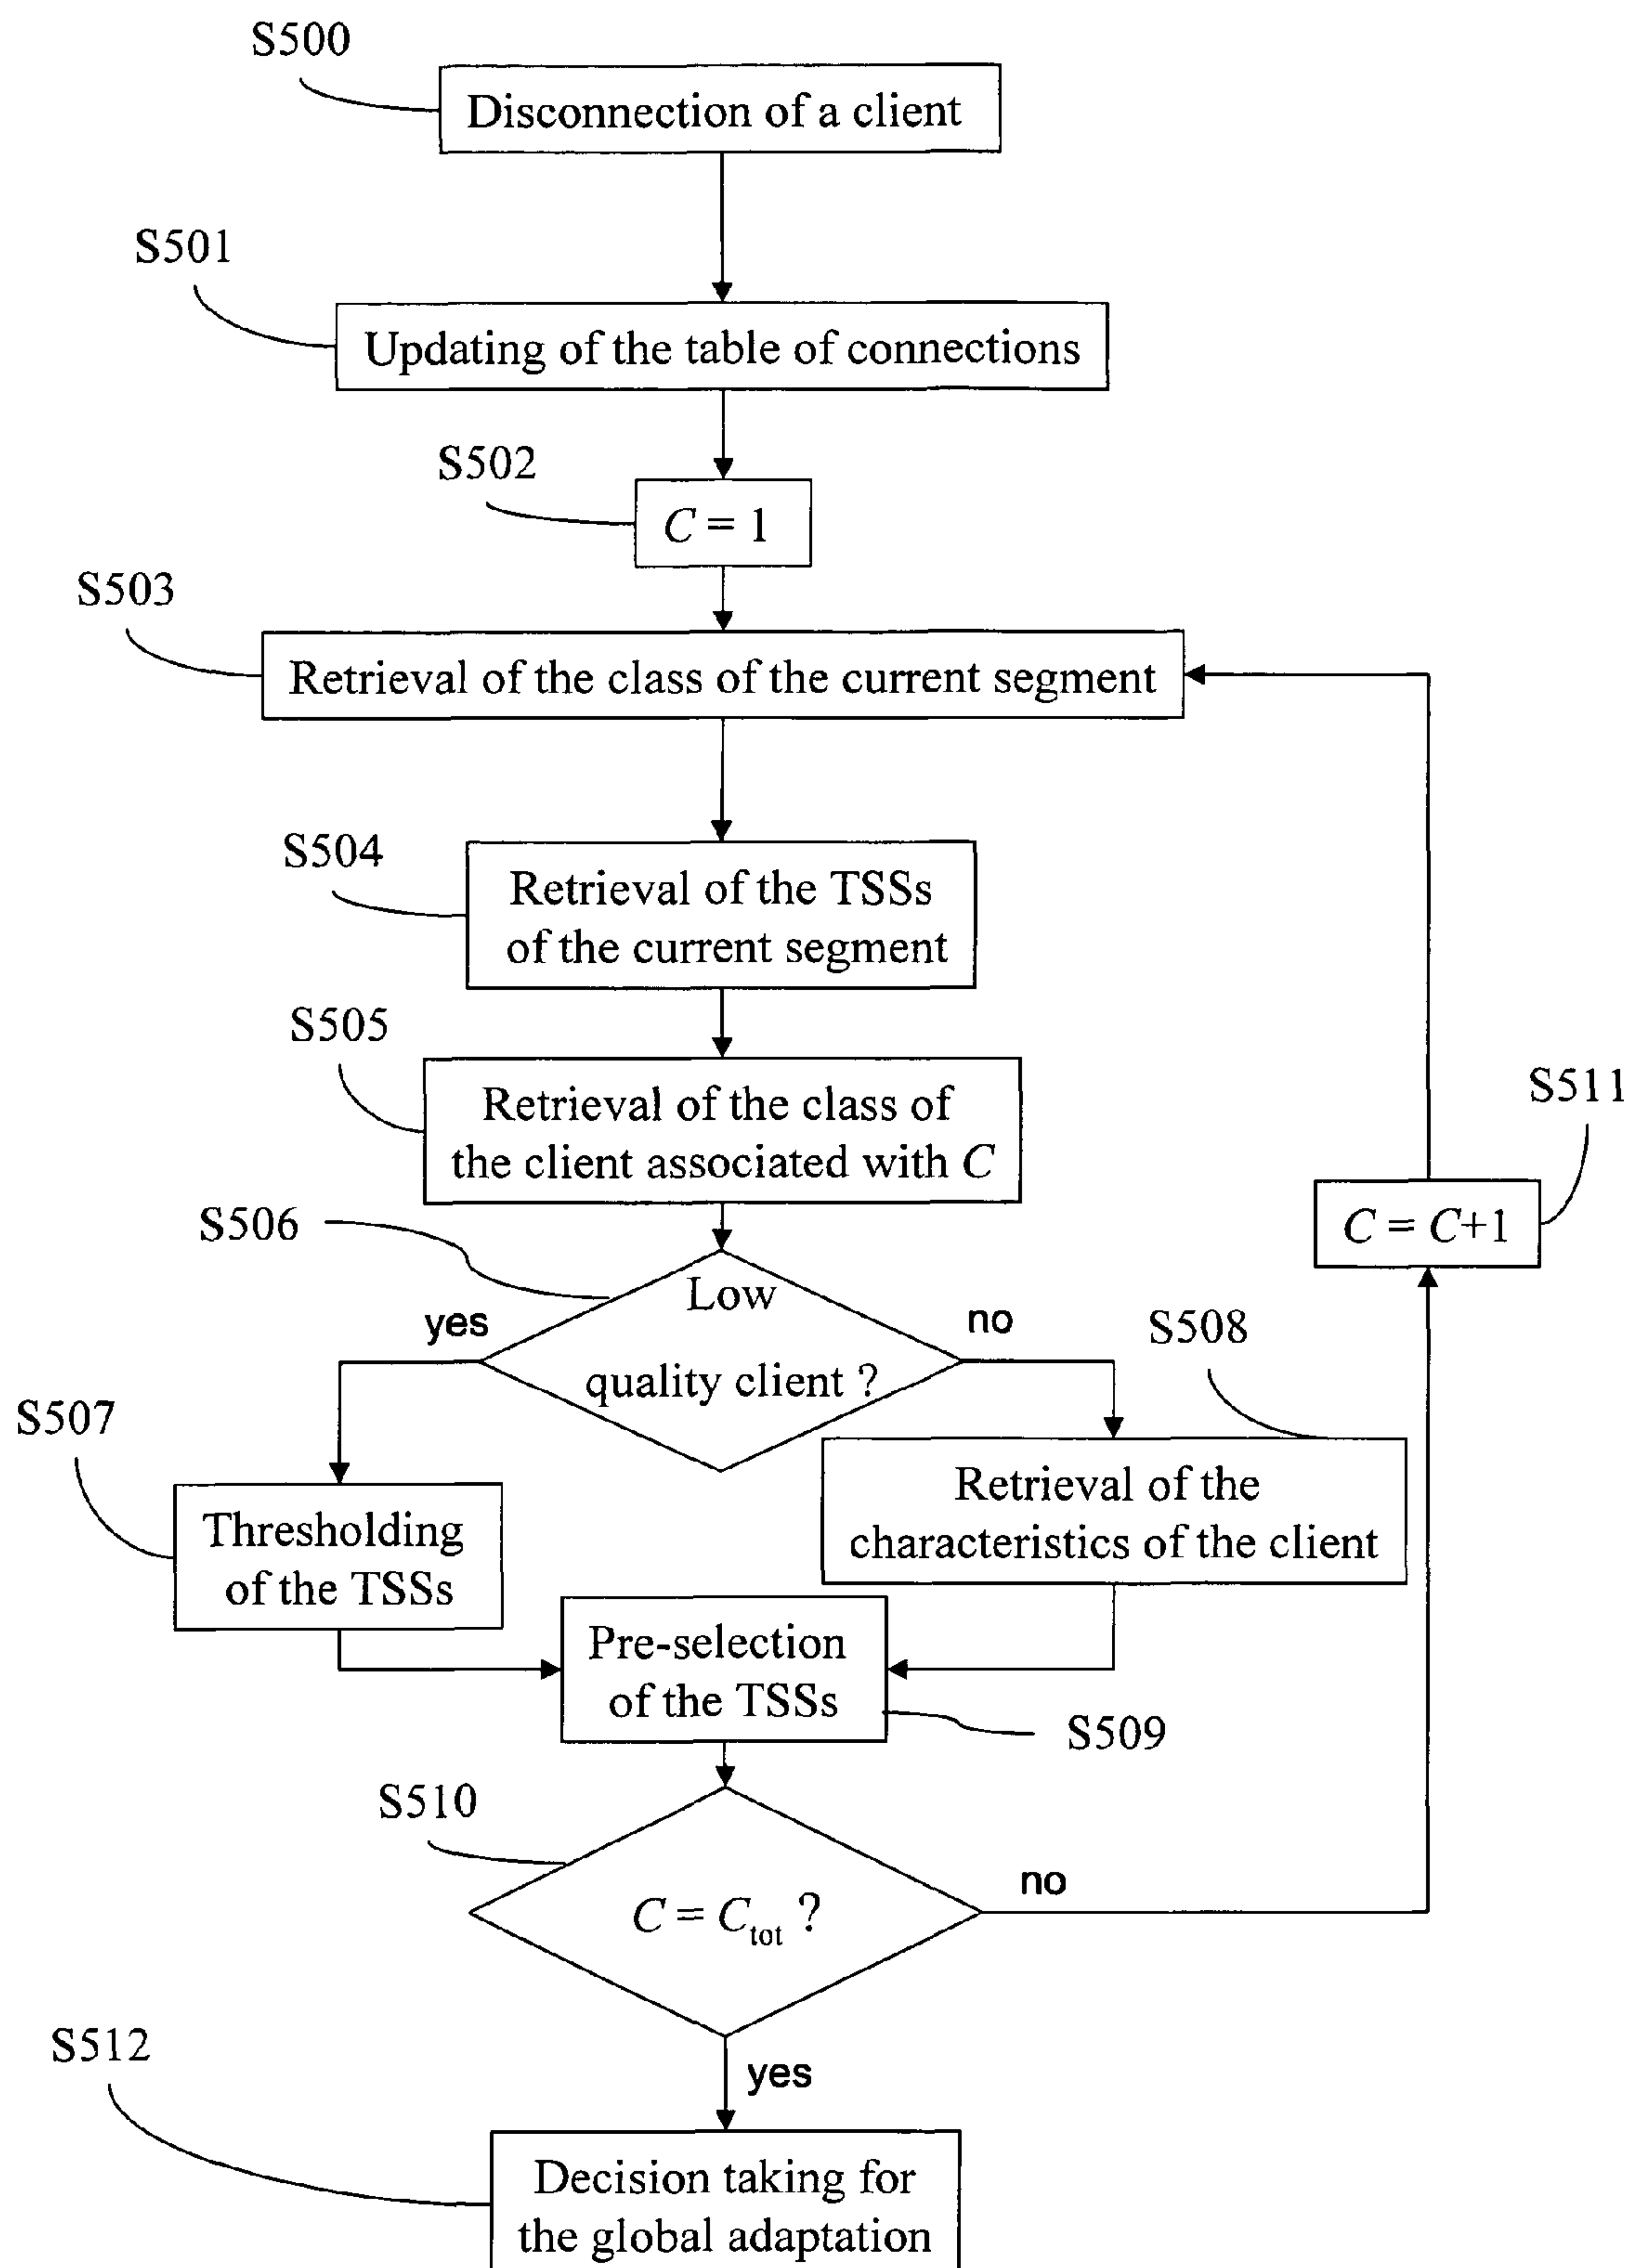 S500
Disconnection of a client
S501
Updating of the table of connections
S502
C = 1
S503
Retrieval of the class of the current segment
S504
Retrieval of the TSSs
of the current segment
S505
Retrieval of the class of
the client associated with C
S511
C = C+1
S506
Low
quality client ?
yes
no
S508
S507
Retrieval of the
characteristics of the client
Thresholding
of the TSSs
Pre-selection
of the TSSs
S509
S510
C = Ctot ?
no
S512
yes
Decision taking for
the global adaptation